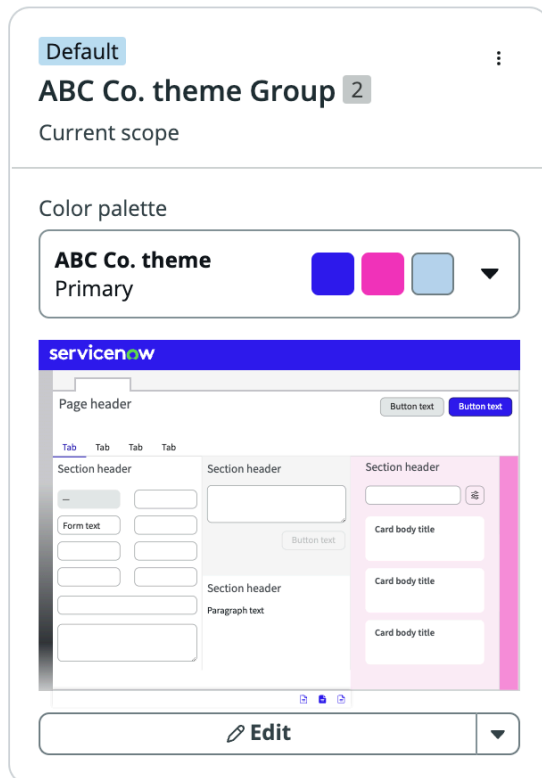 Default
ABC Co. theme Group 2
Current scope
Color palette
ABC Co. theme
Primary
servicenow
Page header
Button text
Button text
Tab Tab Tab Tab
Section header
Section header
Section header
--
Form text
Button text
Card body title
Card body title
Section header
Paragraph text
Card body title
Edit